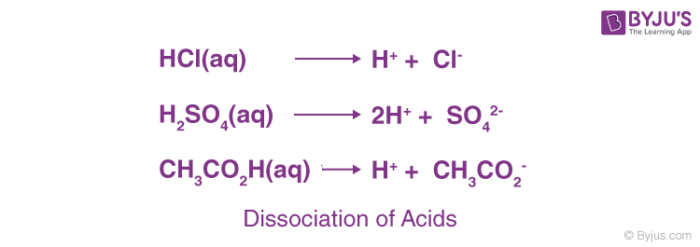 BYJU'S
The Learning App
HCl(aq) ⟶ H⁺ + Cl⁻
H₂SO₄(aq) ⟶ 2H⁺ + SO₄²⁻
CH₃CO₂H(aq) ⟶ H⁺ + CH₃CO₂⁻
Dissociation of Acids
© Byjus.com